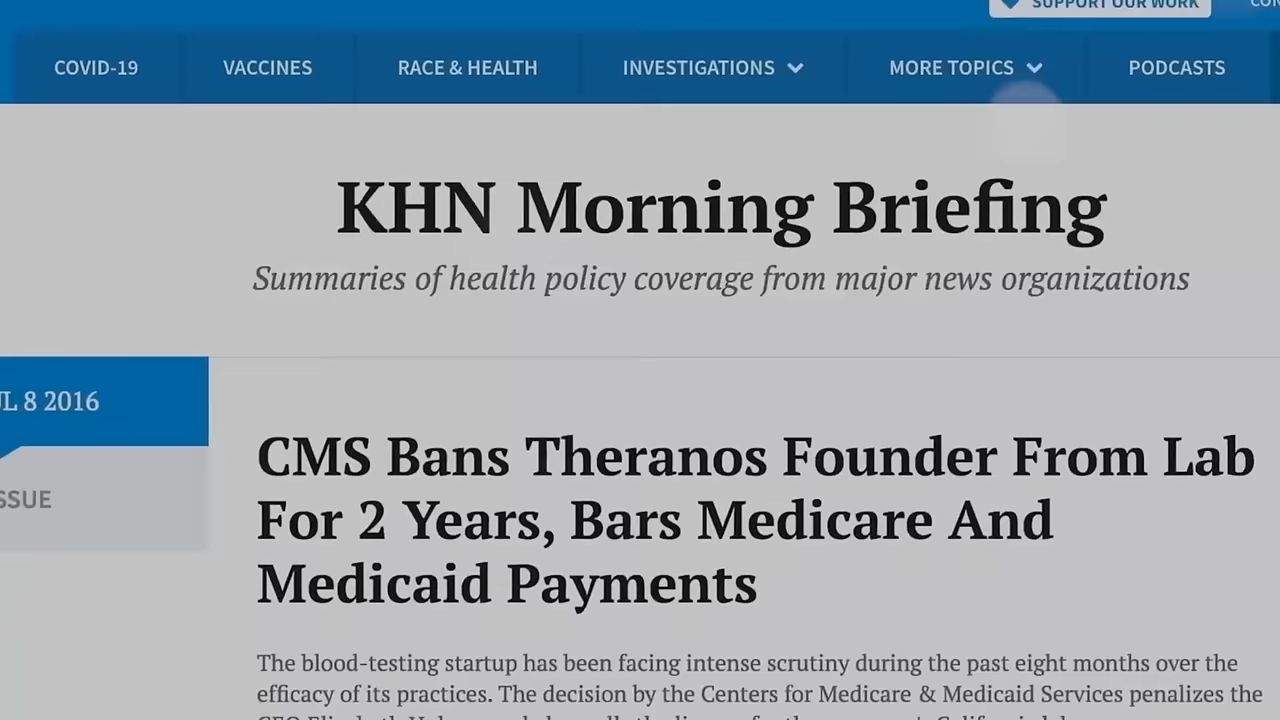 SUPPORT OUR WORK
COVID-19 VACCINES RACE & HEALTH INVESTIGATIONS MORE TOPICS PODCASTS
KHN Morning Briefing
Summaries of health policy coverage from major news organizations
8 2016
CMS Bans Theranos Founder From Lab
For 2 Years, Bars Medicare And
Medicaid Payments
The blood-testing startup has been facing intense scrutiny during the past eight months over the
efficacy of its practices. The decision by the Centers for Medicare & Medicaid Services penalizes the